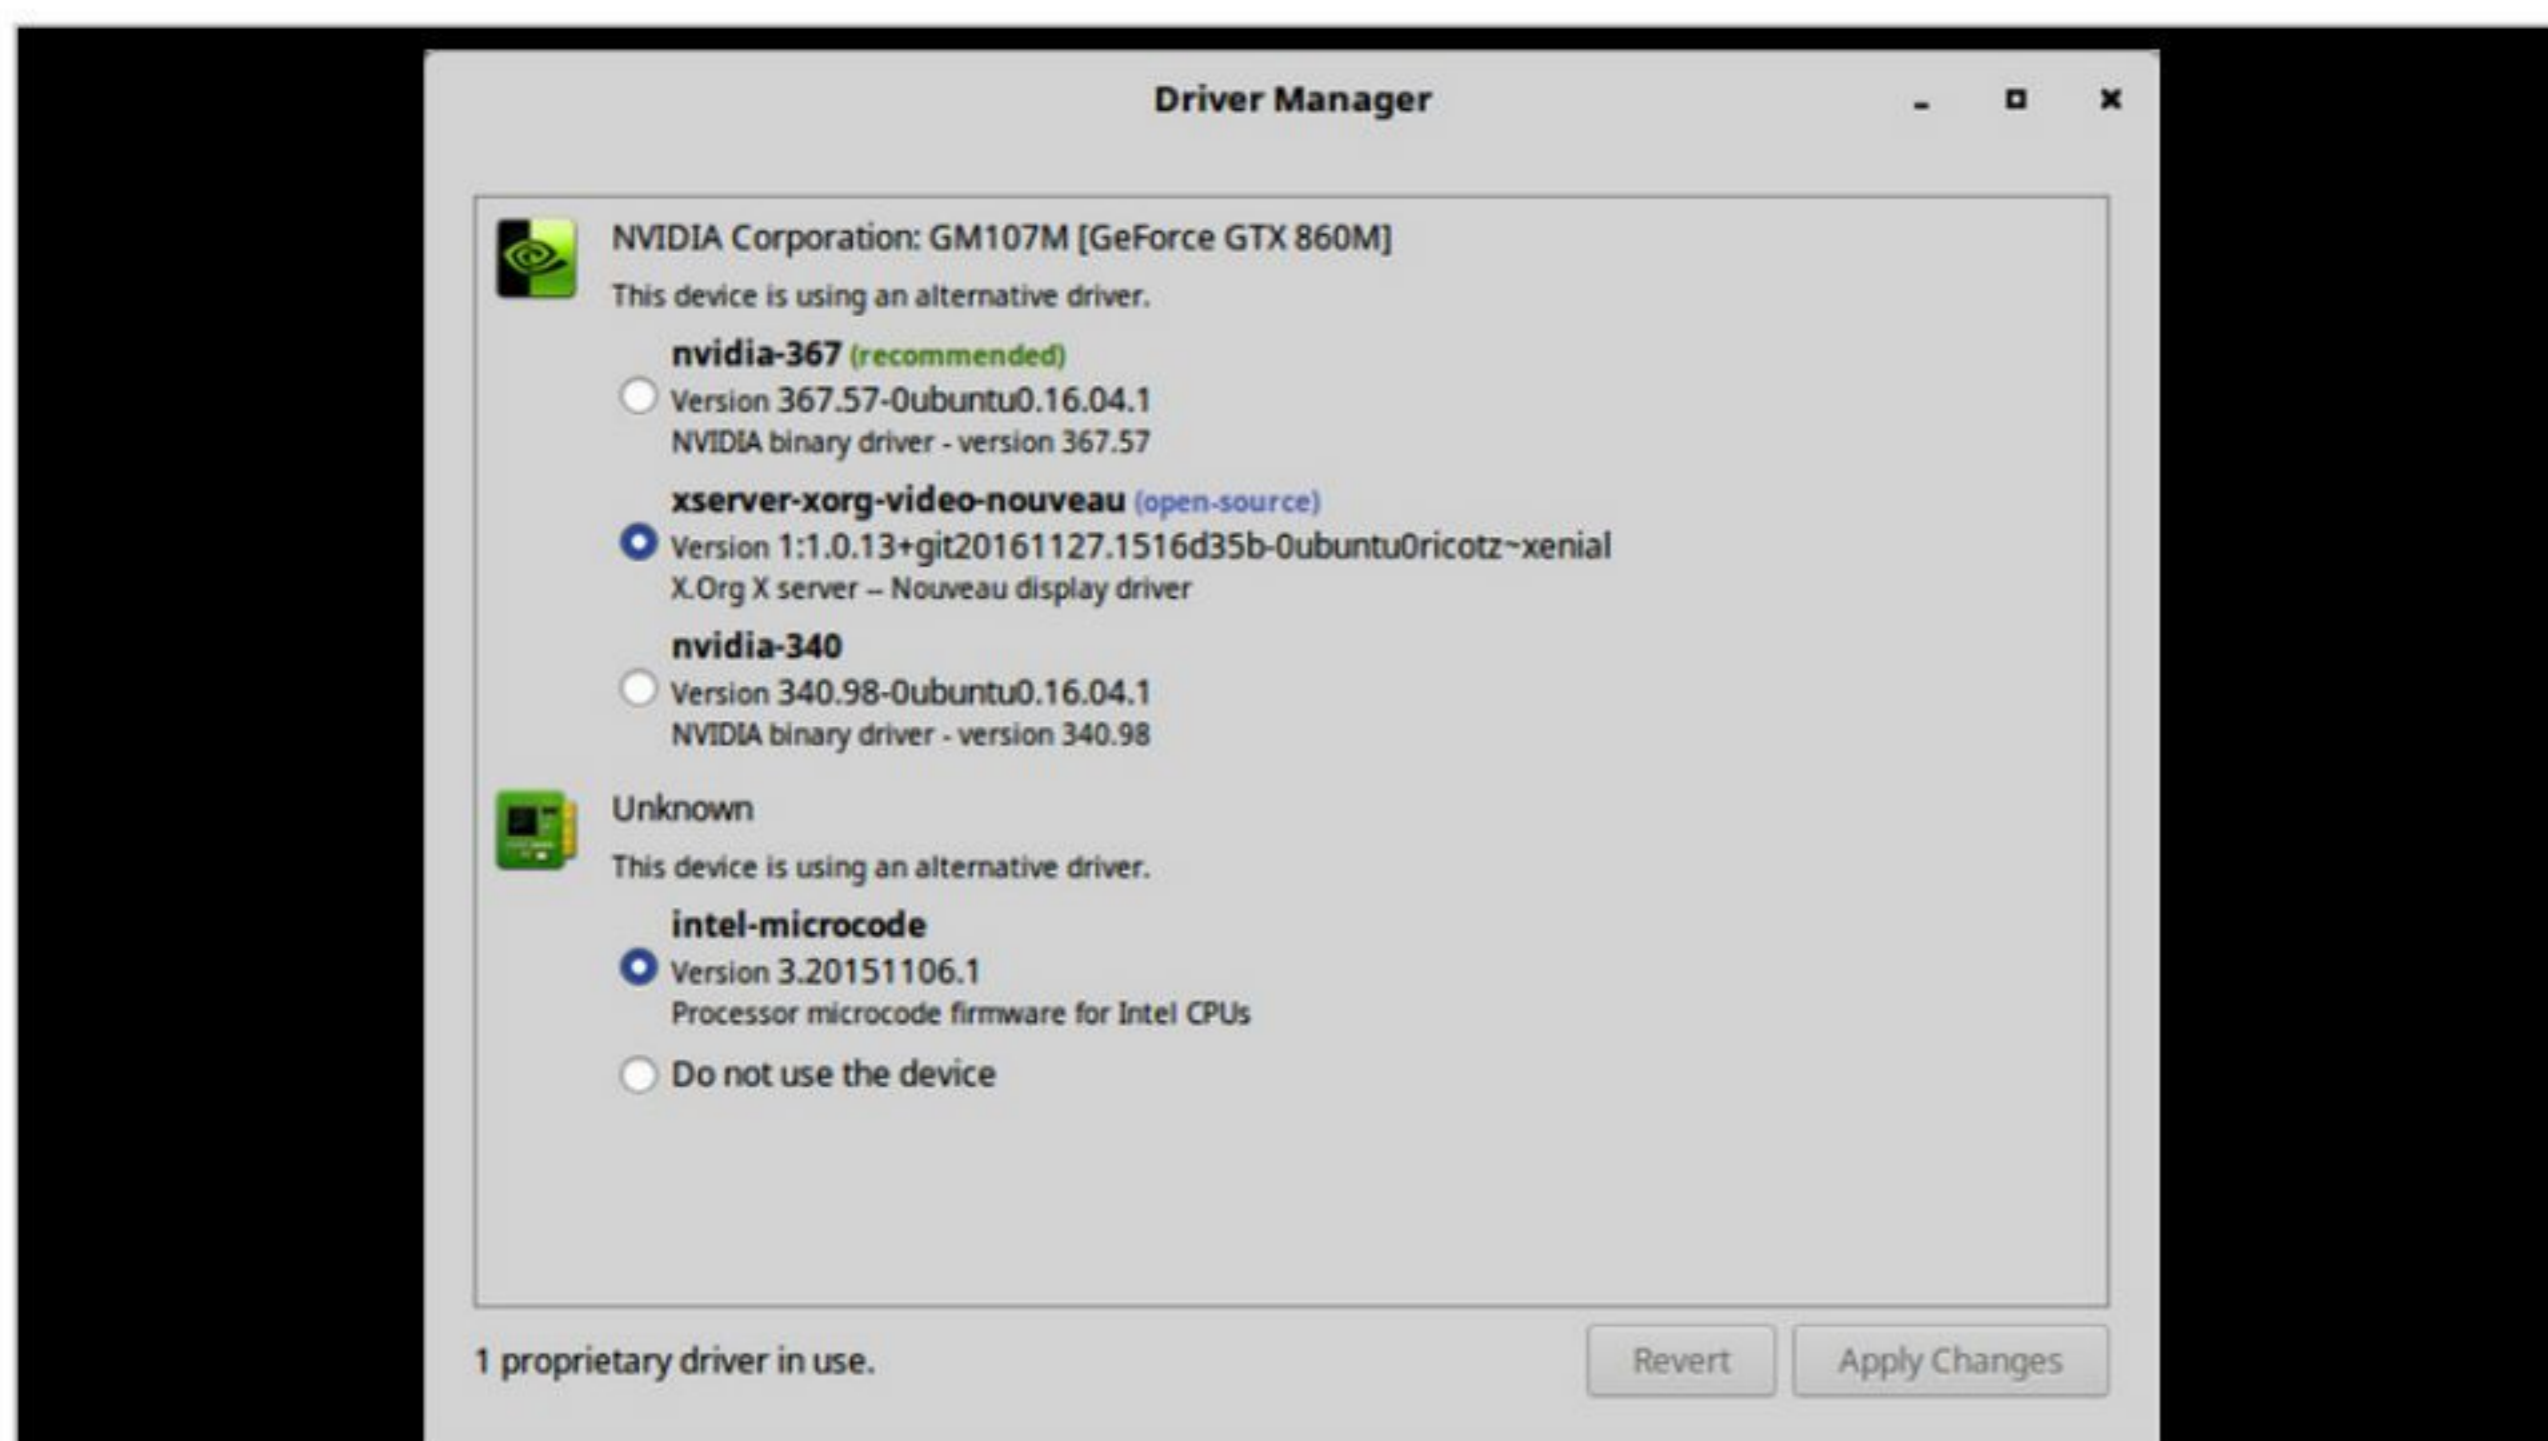 Driver Manager
NVIDIA Corporation: GM107M [GeForce GTX 860M]
This device is using an alternative driver.
nvidia-367 (recommended)
Version 367.57-0ubuntu0.16.04.1
NVIDIA binary driver - version 367.57
xserver-xorg-video-nouveau (open-source)
Version 1:1.0.13+git20161127.1516d35b-0ubuntu0ricotz~xenial
X.Org X server -- Nouveau display driver
nvidia-340
Version 340.98-0ubuntu0.16.04.1
NVIDIA binary driver - version 340.98
Unknown
This device is using an alternative driver.
intel-microcode
Version 3.20151106.1
Processor microcode firmware for Intel CPUs
Do not use the device
1 proprietary driver in use.
Revert
Apply Changes